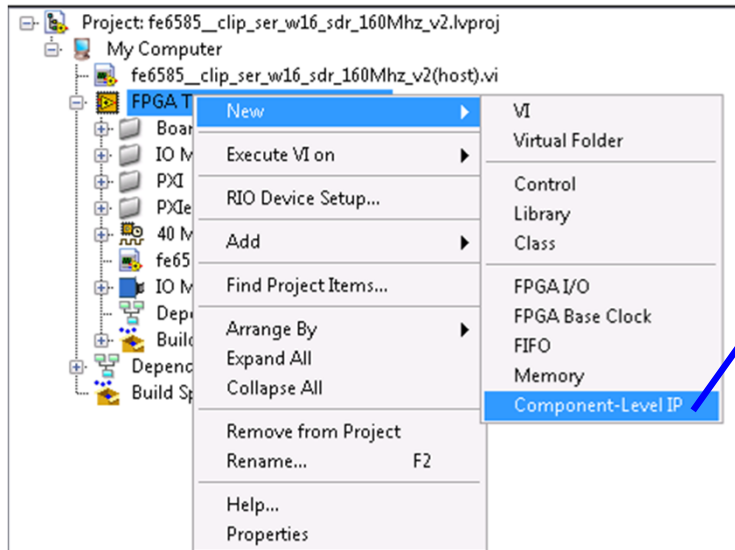 Project: fe6585__clip_ser_w16_sdr_160Mhz_v2.lvproj
My Computer
fe6585__clip_ser_w16_sdr_160Mhz_v2(host).vi
FPGA T
Boar
IO M
PXI
PXIe
40 M
fe65
IO M
Depe
Build
Depend
Build Sp
New
Execute VI on
RIO Device Setup...
Add
Find Project Items...
Arrange By
Expand All
Collapse All
Remove from Project
Rename... F2
Help...
Properties
VI
Virtual Folder
Control
Library
Class
FPGA I/O
FPGA Base Clock
FIFO
Memory
Component-Level IP